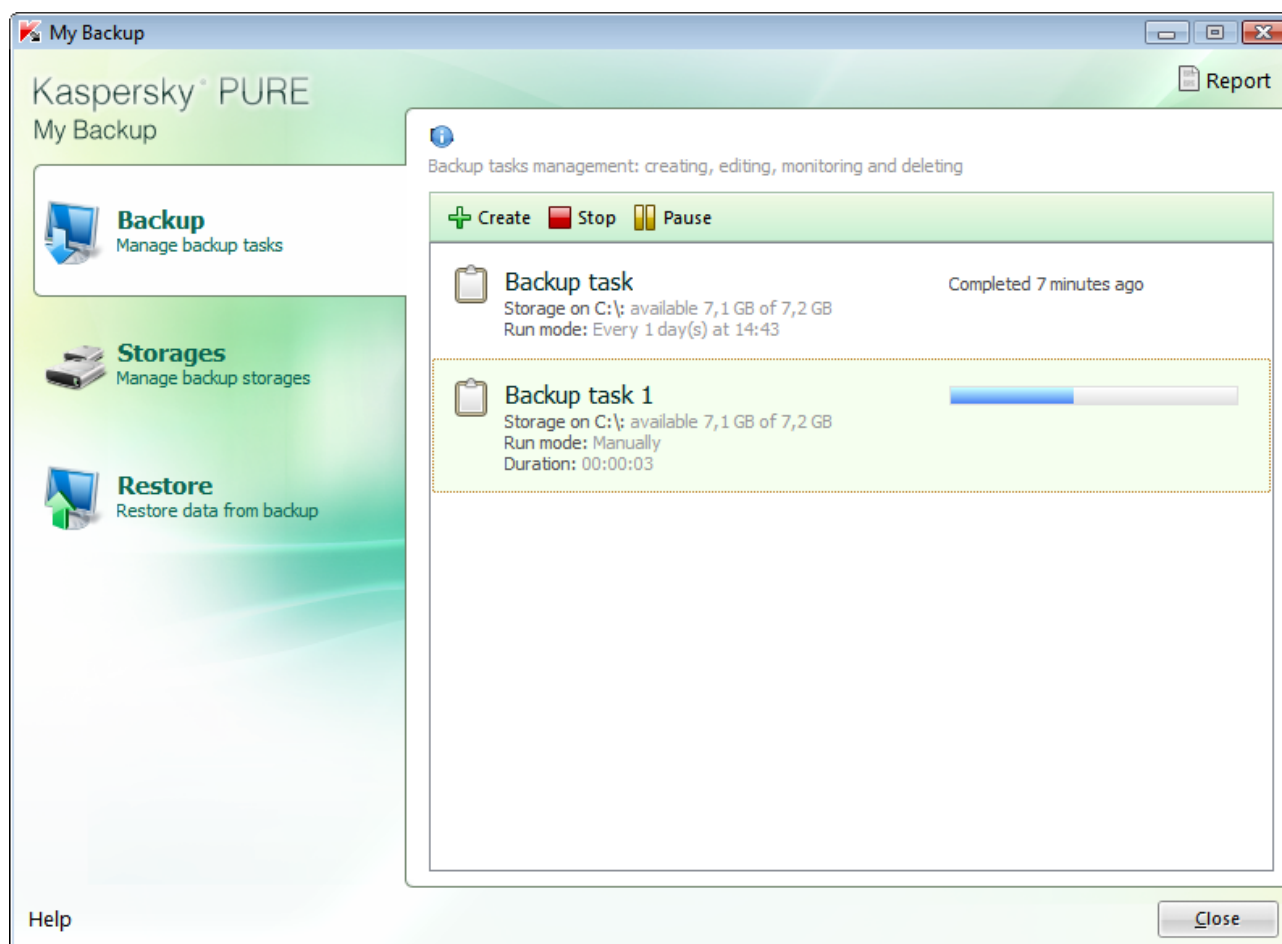 My Backup
Kaspersky PURE
My Backup
Report
Backup
Manage backup tasks
Storages
Manage backup storages
Restore
Restore data from backup
Backup tasks management: creating, editing, monitoring and deleting
Create Stop Pause
Backup task Completed 7 minutes ago
Storage on C:\: available 7,1 GB of 7,2 GB
Run mode: Every 1 day(s) at 14:43
Backup task 1
Storage on C:\: available 7,1 GB of 7,2 GB
Run mode: Manually
Duration: 00:00:03
Help
Close